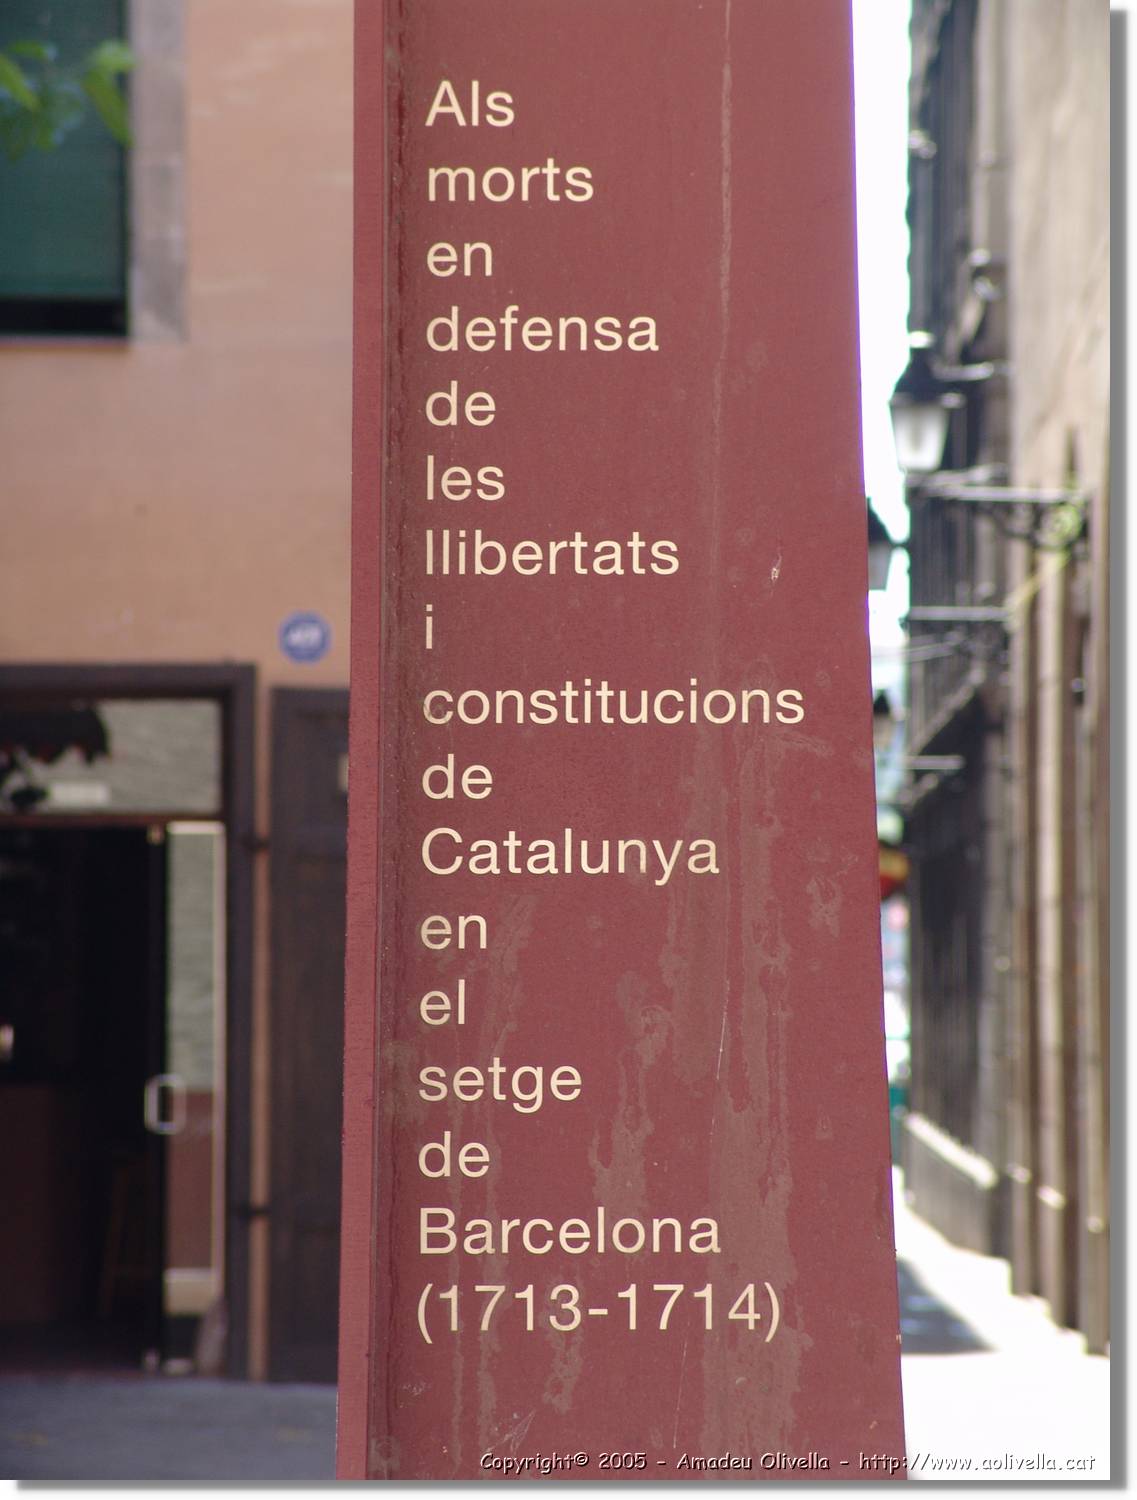 Als
morts
en
defensa
de
les
llibertats
i
constitucions
de
Catalunya
en
el
setge
de
Barcelona
(1713-1714)
Copyright© 2005 - Amadeu Olivella - http://www.aolivella.cat